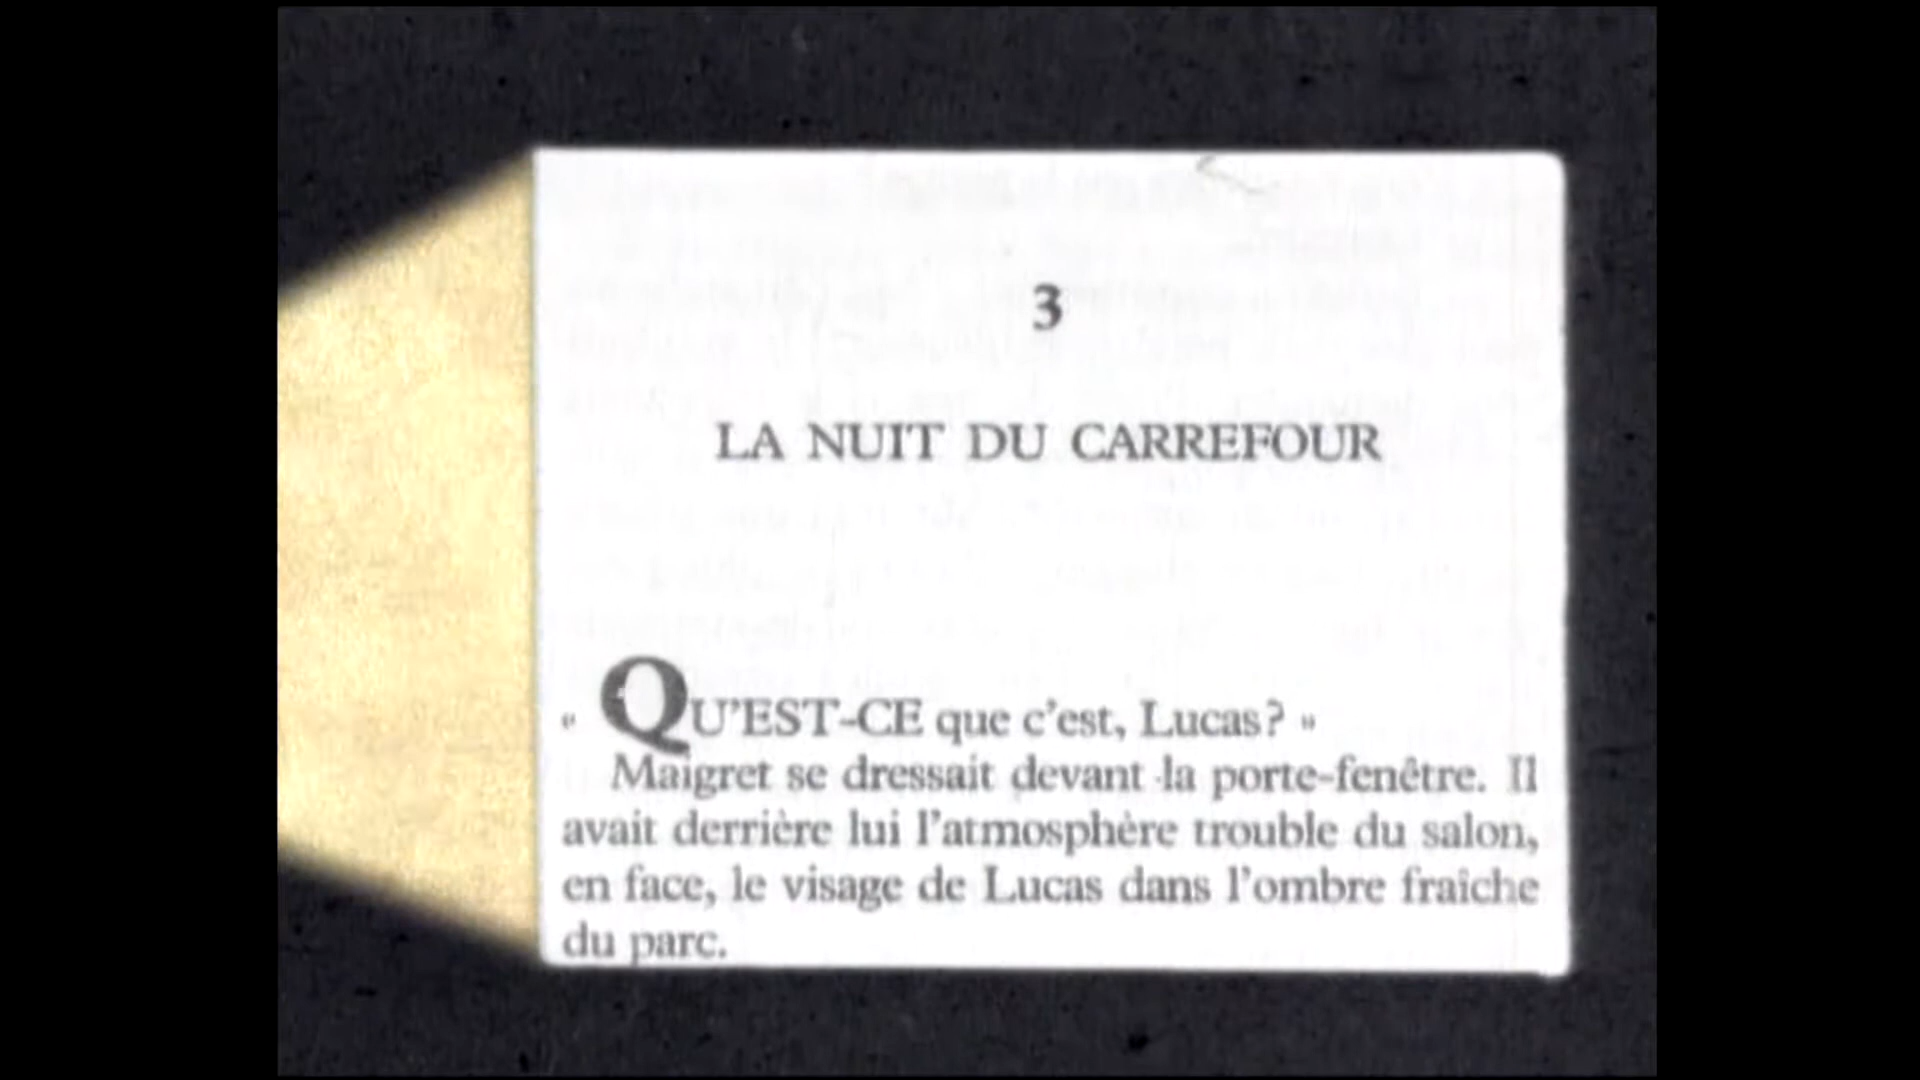 3
LA NUIT DU CARREFOUR
« QU'EST-CE que c'est, Lucas? »
Maigret se dressait devant la porte-fenêtre. Il
avait derrière lui l'atmosphère trouble du salon,
en face, le visage de Lucas dans l'ombre fraîche
du parc.